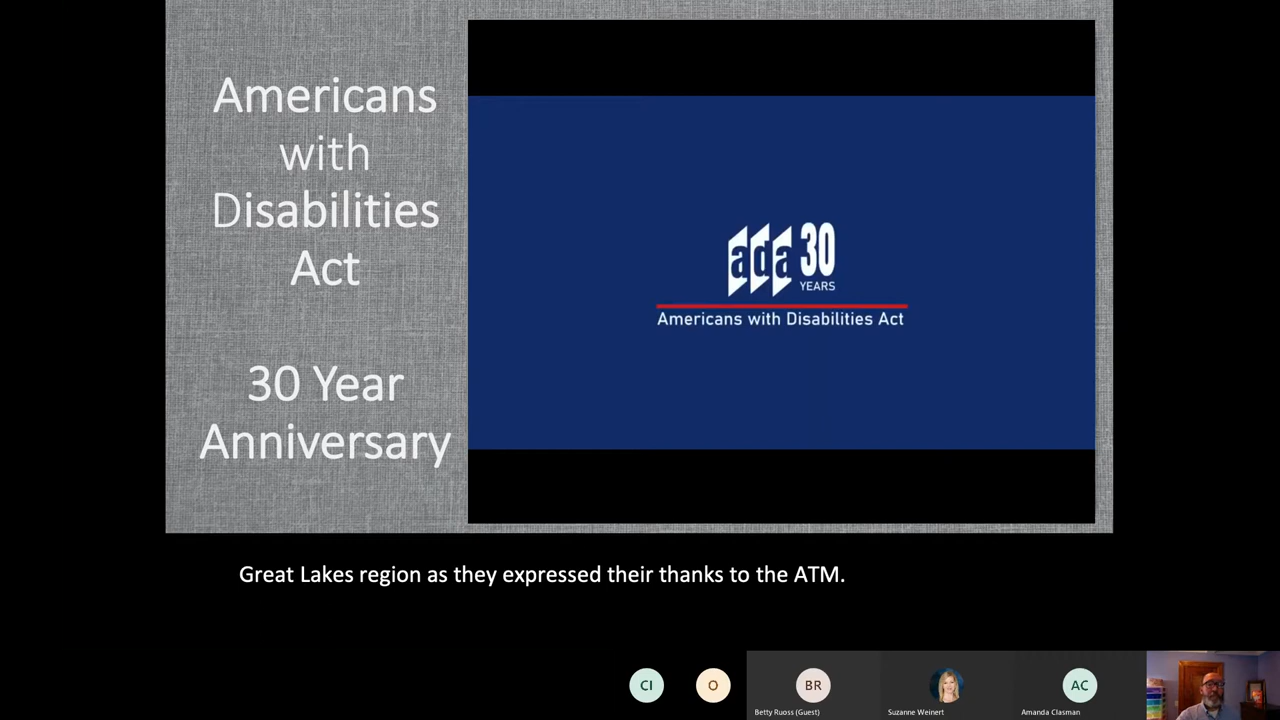 Americans
with
Disabilities
Act
30 Year
Anniversary
ada 30
YEARS
Americans with Disabilities Act
Great Lakes region as they expressed their thanks to the ATM.
CI
O
BR
AC
Betty Ruoss (Guest)
Suzanne Weinert
Amanda Clasman